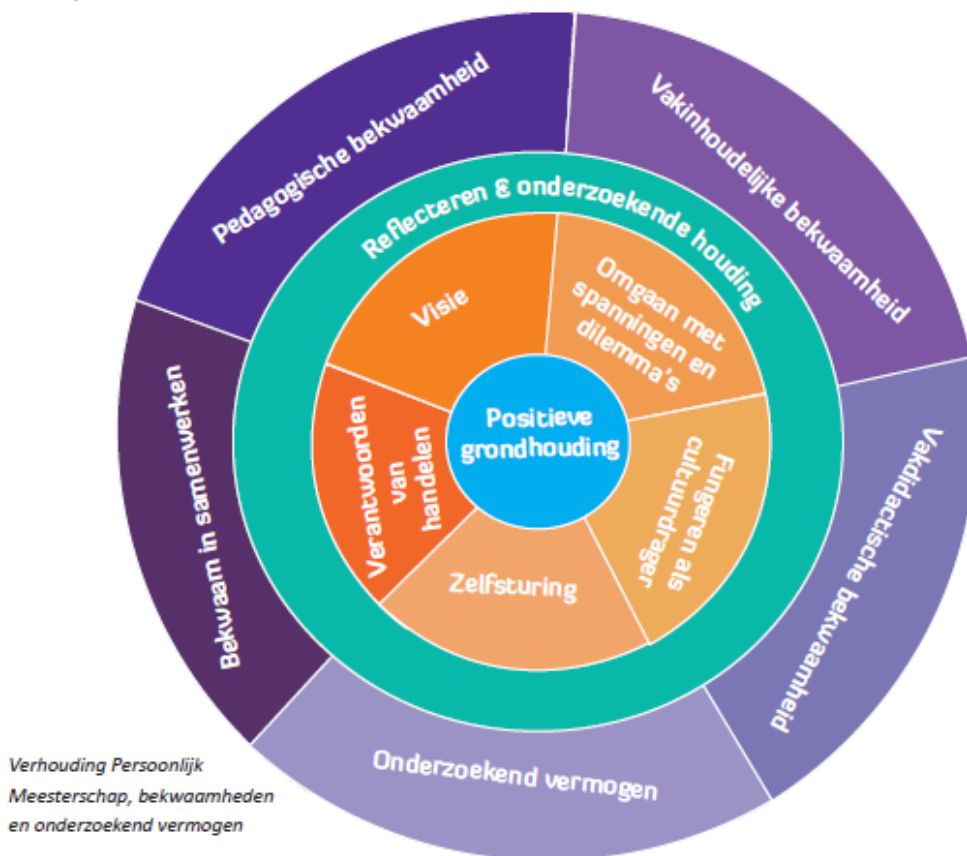 Pedagogische bekwaamheid
Vakinhoudelijke bekwaamheid
Reflecteren & onderzoekende houding
Visie
Omgaan met
spanningen en
dilemma's
Positieve
grondhouding
Verantwoorden
van
handelen
Fungeren als
cultuurdrager
Zelfsturing
Bekwaam in samenwerken
Vakdidactische bekwaamheid
Onderzoekend vermogen
Verhouding Persoonlijk
Meesterschap, bekwaamheden
en onderzoekend vermogen